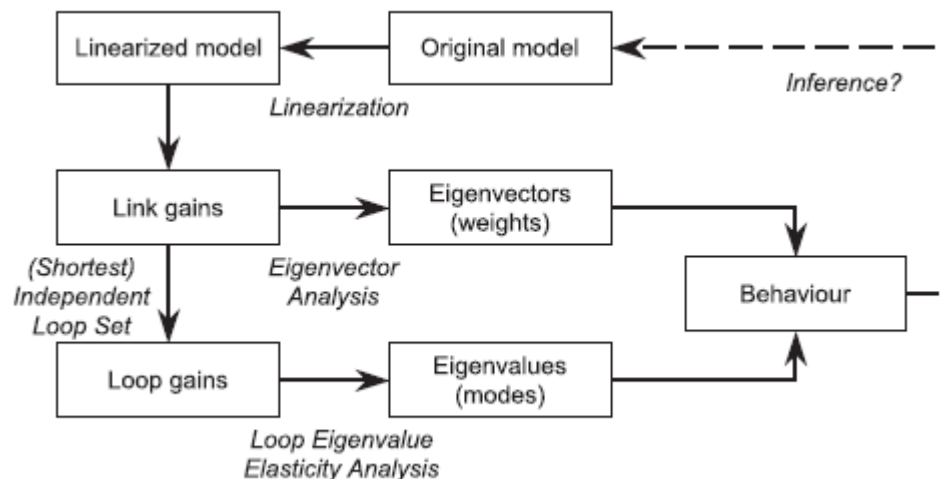 Linearized model
Original model
Inference?
Linearization
Link gains
Eigenvectors
(weights)
(Shortest)
Independent
Loop Set
Eigenvector
Analysis
Behaviour
Loop gains
Eigenvalues
(modes)
Loop Eigenvalue
Elasticity Analysis